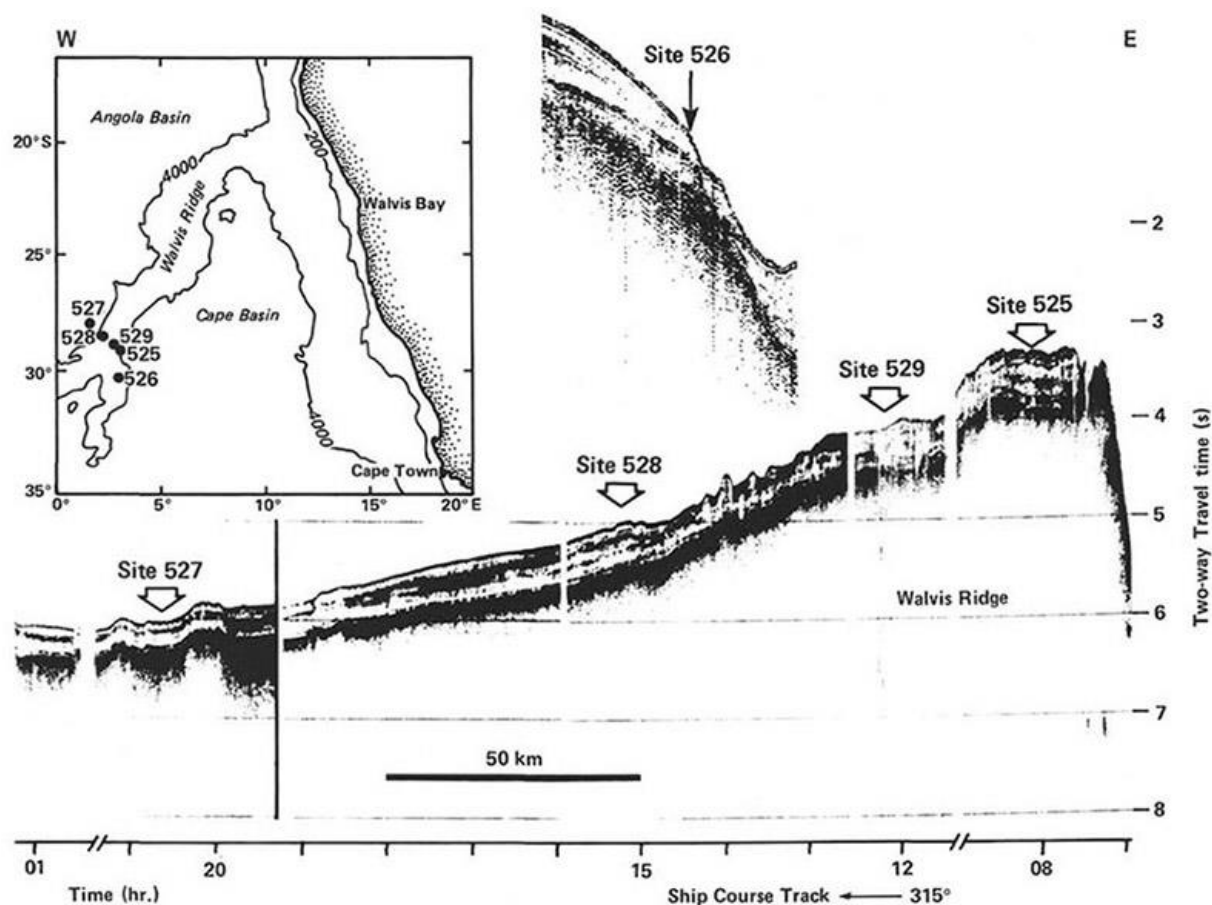 W
E
Site 526
Angola Basin
20°S
4000
200
Walvis Ridge
Walvis Bay
25°
Cape Basin
527
528
529
525
30°
526
4000
Cape Town
35°
0°
5°
10°
15°
20°E
2
3
4
5
6
7
8
Two-way Travel time (s)
Site 525
Site 529
Site 528
Site 527
Walvis Ridge
50 km
01
20
15
12
08
Time (hr.)
Ship Course Track ← 315°